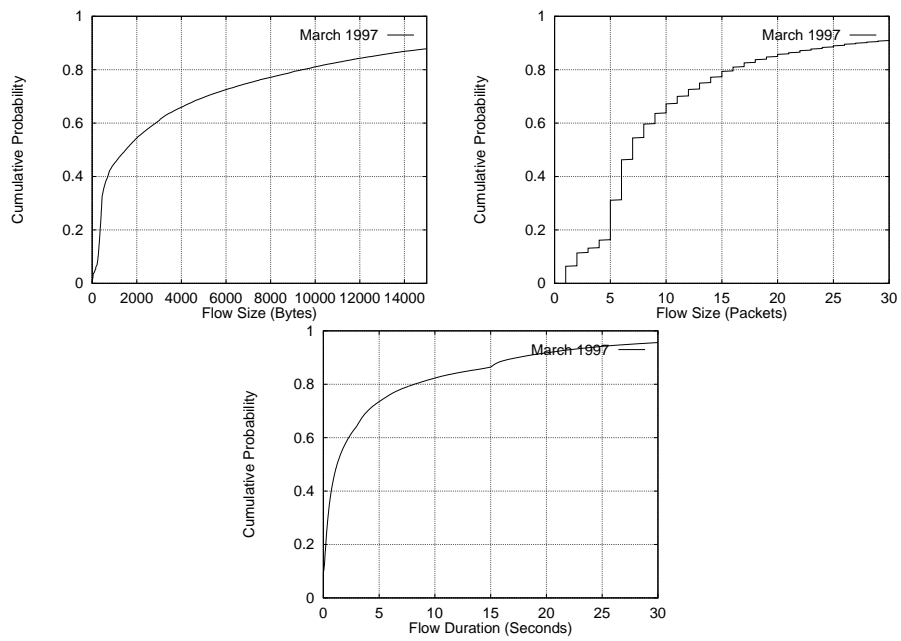 Cumulative Probability
1
0.8
0.6
0.4
0.2
0
March 1997
0 2000 4000 6000 8000 10000 12000 14000
Flow Size (Bytes)
Cumulative Probability
1
0.8
0.6
0.4
0.2
0
March 1997
0 5 10 15 20 25 30
Flow Size (Packets)
Cumulative Probability
1
0.8
0.6
0.4
0.2
0
March 1997
0 5 10 15 20 25 30
Flow Duration (Seconds)